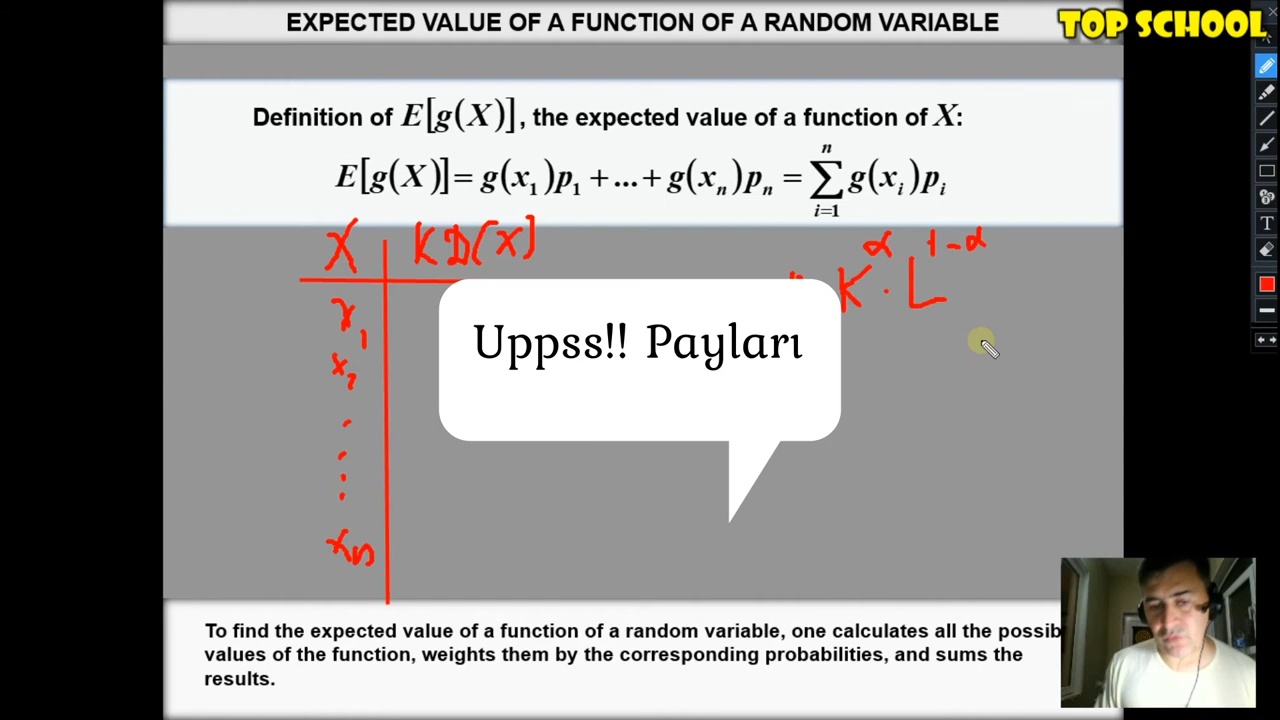 EXPECTED VALUE OF A FUNCTION OF A RANDOM VARIABLE
TOP SCHOOL
Definition of E[g(X)], the expected value of a function of X:
E[g(X)] = g(x₁)p₁ + ... + g(xₙ)pₙ = ∑ᵢ₌₁ⁿ g(xᵢ)pᵢ
X KD(X)
K^α · L^1-α
x₁
x₂
xₙ
Uppss!! Payları
To find the expected value of a function of a random variable, one calculates all the possib
values of the function, weights them by the corresponding probabilities, and sums the
results.